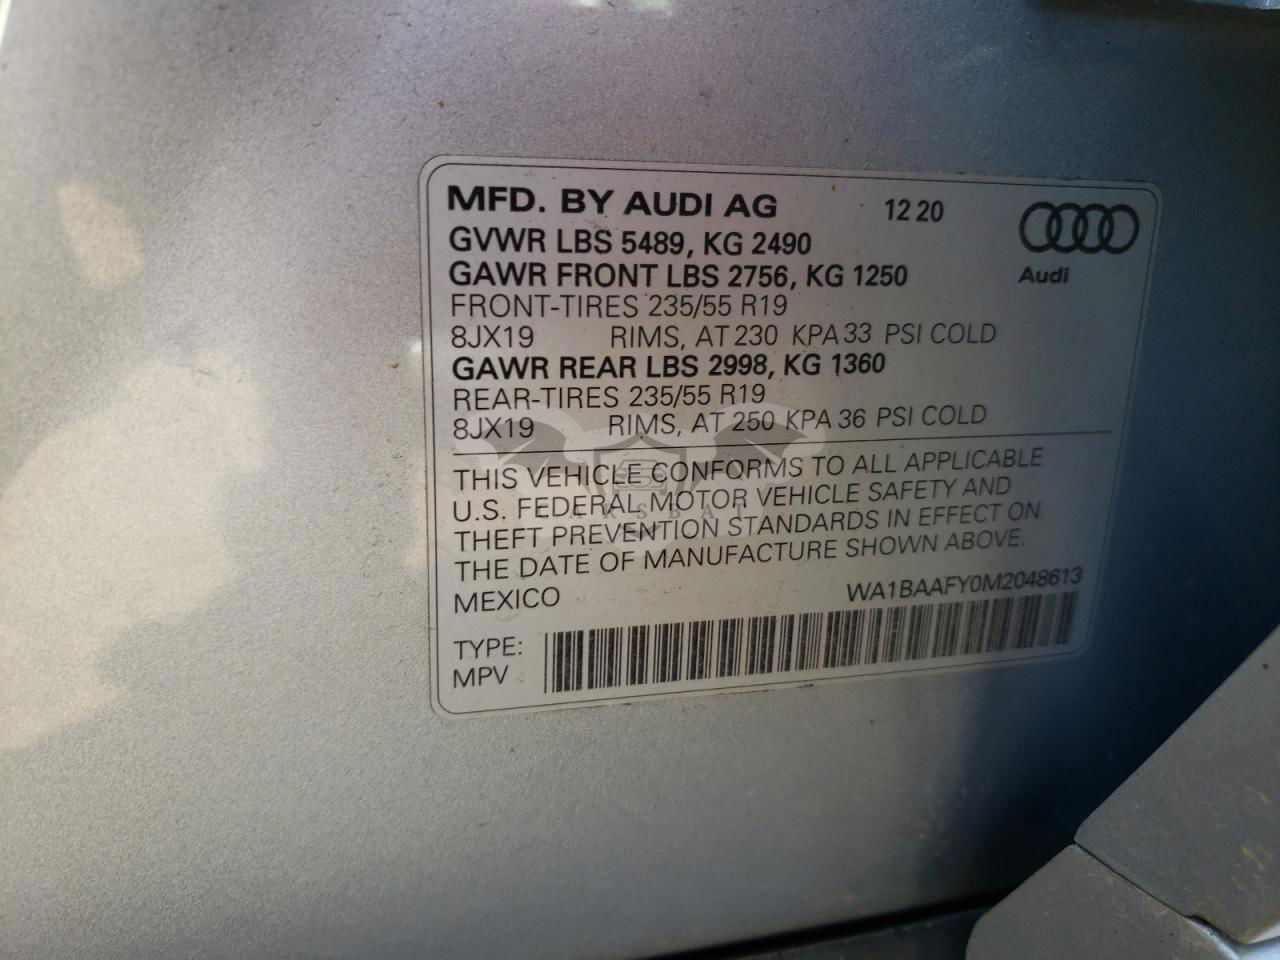 MFD. BY AUDI AG 12 20
GVWR LBS 5489, KG 2490
GAWR FRONT LBS 2756, KG 1250
Audi
FRONT-TIRES 235/55 R19
8JX19 RIMS, AT 230 KPA 33 PSI COLD
GAWR REAR LBS 2998, KG 1360
REAR-TIRES 235/55 R19
8JX19 RIMS, AT 250 KPA 36 PSI COLD
THIS VEHICLE CONFORMS TO ALL APPLICABLE
U.S. FEDERAL MOTOR VEHICLE SAFETY AND
THEFT PREVENTION STANDARDS IN EFFECT ON
THE DATE OF MANUFACTURE SHOWN ABOVE.
MEXICO WA1BAAFY0M2048613
TYPE:
MPV